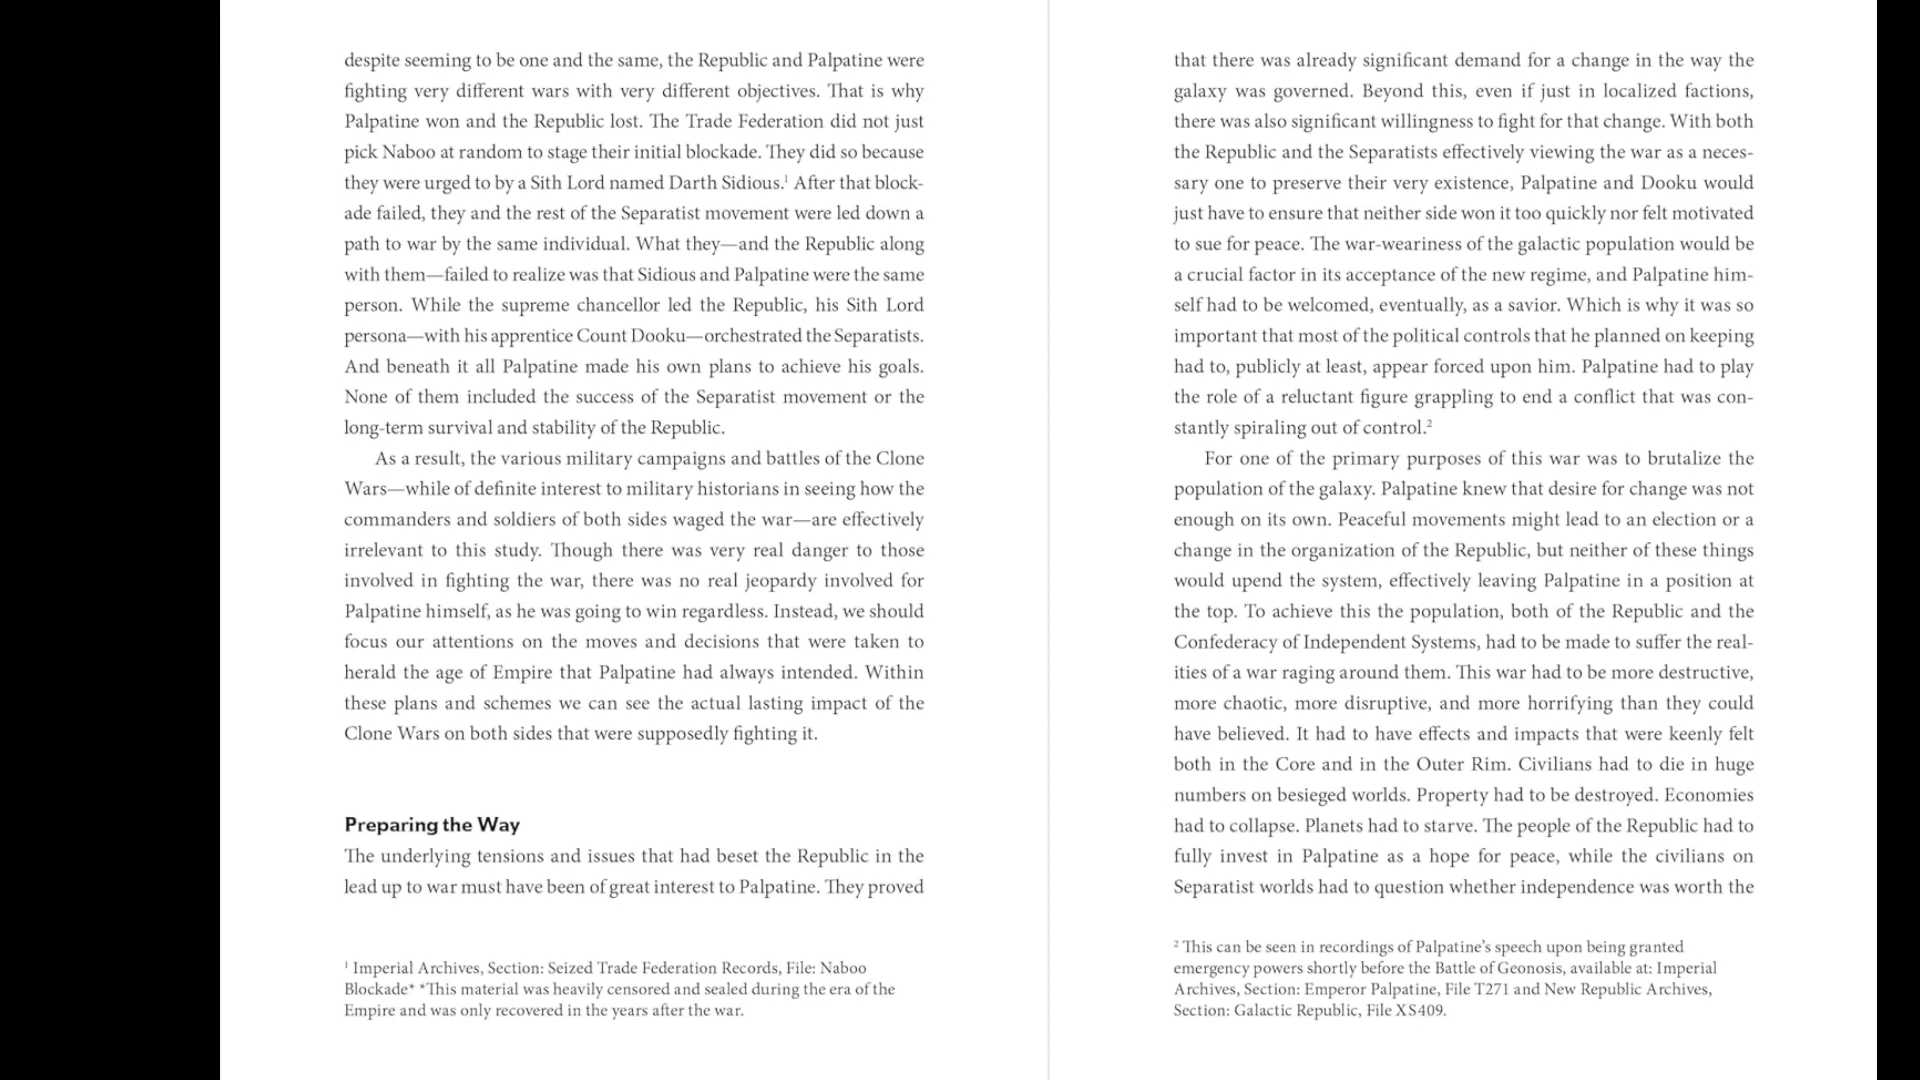 despite seeming to be one and the same, the Republic and Palpatine were
fighting very different wars with very different objectives. That is why
Palpatine won and the Republic lost. The Trade Federation did not just
pick Naboo at random to stage their initial blockade. They did so because
they were urged to by a Sith Lord named Darth Sidious.¹ After that block-
ade failed, they and the rest of the Separatist movement were led down a
path to war by the same individual. What they—and the Republic along
with them—failed to realize was that Sidious and Palpatine were the same
person. While the supreme chancellor led the Republic, his Sith Lord
persona—with his apprentice Count Dooku—orchestrated the Separatists.
And beneath it all Palpatine made his own plans to achieve his goals.
None of them included the success of the Separatist movement or the
long-term survival and stability of the Republic.
As a result, the various military campaigns and battles of the Clone
Wars—while of definite interest to military historians in seeing how the
commanders and soldiers of both sides waged the war—are effectively
irrelevant to this study. Though there was very real danger to those
involved in fighting the war, there was no real jeopardy involved for
Palpatine himself, as he was going to win regardless. Instead, we should
focus our attentions on the moves and decisions that were taken to
herald the age of Empire that Palpatine had always intended. Within
these plans and schemes we can see the actual lasting impact of the
Clone Wars on both sides that were supposedly fighting it.
Preparing the Way
The underlying tensions and issues that had beset the Republic in the
lead up to war must have been of great interest to Palpatine. They proved
¹ Imperial Archives, Section: Seized Trade Federation Records, File: Naboo
Blockade* *This material was heavily censored and sealed during the era of the
Empire and was only recovered in the years after the war.
that there was already significant demand for a change in the way the
galaxy was governed. Beyond this, even if just in localized factions,
there was also significant willingness to fight for that change. With both
the Republic and the Separatists effectively viewing the war as a neces-
sary one to preserve their very existence, Palpatine and Dooku would
just have to ensure that neither side won it too quickly nor felt motivated
to sue for peace. The war-weariness of the galactic population would be
a crucial factor in its acceptance of the new regime, and Palpatine him-
self had to be welcomed, eventually, as a savior. Which is why it was so
important that most of the political controls that he planned on keeping
had to, publicly at least, appear forced upon him. Palpatine had to play
the role of a reluctant figure grappling to end a conflict that was con-
stantly spiraling out of control.²
For one of the primary purposes of this war was to brutalize the
population of the galaxy. Palpatine knew that desire for change was not
enough on its own. Peaceful movements might lead to an election or a
change in the organization of the Republic, but neither of these things
would upend the system, effectively leaving Palpatine in a position at
the top. To achieve this the population, both of the Republic and the
Confederacy of Independent Systems, had to be made to suffer the real-
ities of a war raging around them. This war had to be more destructive,
more chaotic, more disruptive, and more horrifying than they could
have believed. It had to have effects and impacts that were keenly felt
both in the Core and in the Outer Rim. Civilians had to die in huge
numbers on besieged worlds. Property had to be destroyed. Economies
had to collapse. Planets had to starve. The people of the Republic had to
fully invest in Palpatine as a hope for peace, while the civilians on
Separatist worlds had to question whether independence was worth the
² This can be seen in recordings of Palpatine’s speech upon being granted
emergency powers shortly before the Battle of Geonosis, available at: Imperial
Archives, Section: Emperor Palpatine, File T271 and New Republic Archives,
Section: Galactic Republic, File XS409.